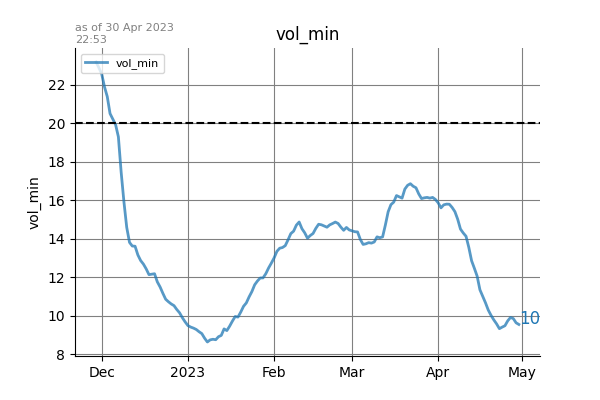 as of 30 Apr 2023
22:53
vol_min
vol_min
22
20
18
16
14
12
10
8
vol_min
10
Dec
2023
Feb
Mar
Apr
May